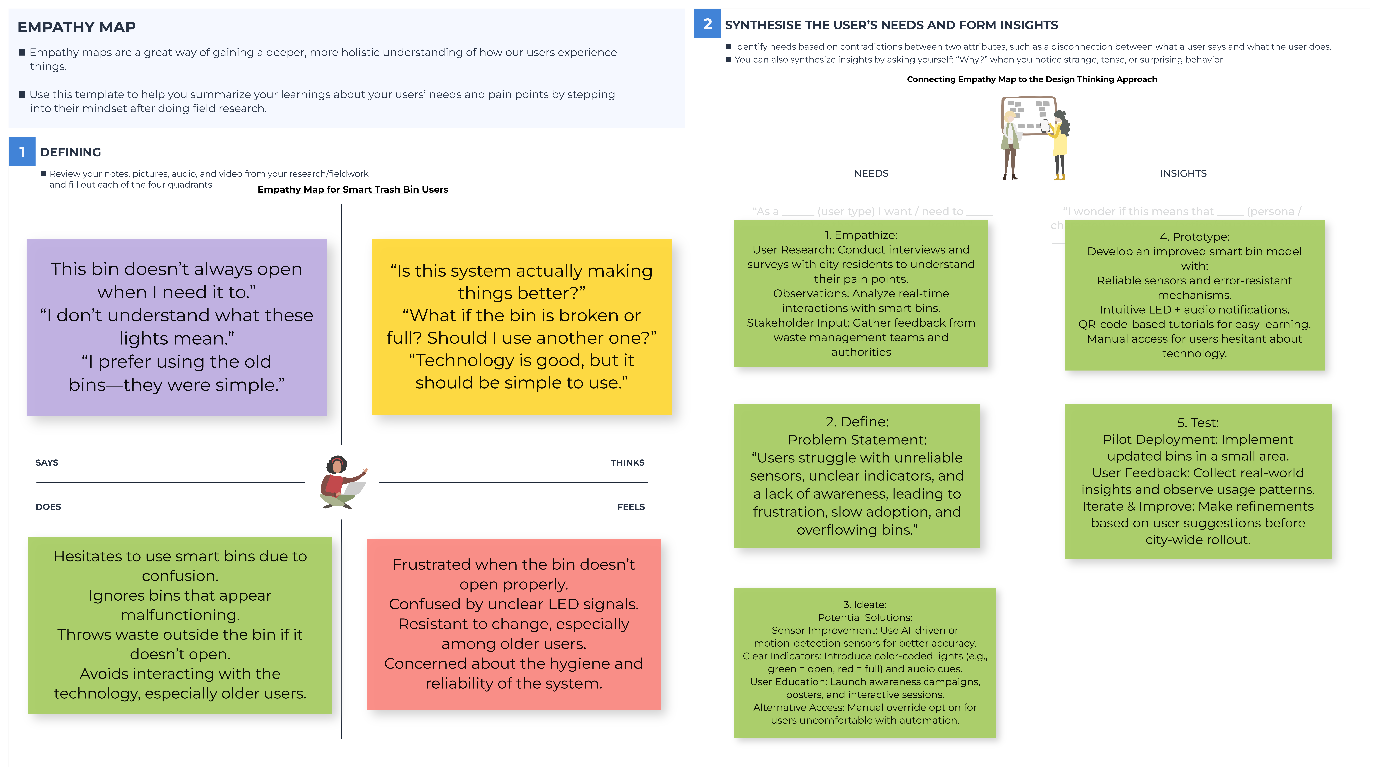 EMPATHY MAP
■ Empathy maps are a great way of gaining a deeper, more holistic understanding of how our users experience
things.
■ Use this template to help you summarize your learnings about your users' needs and pain points by stepping
into their mindset after doing field research.
1 DEFINING
■ Review your notes, pictures, audio, and video from your research/fieldwork
and fill out each of the four quadrants
Empathy Map for Smart Trash Bin Users
This bin doesn't always open
when I need it to."
"I don't understand what these
lights mean."
"I prefer using the old
bins—they were simple."
"Is this system actually making
things better?"
"What if the bin is broken or
full? Should I use another one?"
"Technology is good, but it
should be simple to use."
SAYS
THINKS
DOES
FEELS
Hesitates to use smart bins due to
confusion.
Ignores bins that appear
malfunctioning.
Throws waste outside the bin if it
doesn't open.
Avoids interacting with the
technology, especially older users.
Frustrated when the bin doesn't
open properly.
Confused by unclear LED signals.
Resistant to change, especially
among older users.
Concerned about the hygiene and
reliability of the system.
2 SYNTHESISE THE USER'S NEEDS AND FORM INSIGHTS
■ Identify needs based on contradictions between two attributes, such as a disconnection between what a user says and what the user does.
■ You can also synthesize insights by asking yourself: "Why?" when you notice strange, tense, or surprising behavior
Connecting Empathy Map to the Design Thinking Approach
NEEDS
INSIGHTS
"As a ______ (user type) I want / need to _____
"I wonder if this means that _____ (persona /
ch
1. Empathize:
User Research: Conduct interviews and
surveys with city residents to understand
their pain points.
Observations: Analyze real-time
interactions with smart bins.
Stakeholder Input: Gather feedback from
waste management teams and
authorities
4. Prototype:
Develop an improved smart bin model
with:
Reliable sensors and error-resistant
mechanisms.
Intuitive LED + audio notifications.
QR-code-based tutorials for easy learning.
Manual access for users hesitant about
technology.
2. Define:
Problem Statement:
"Users struggle with unreliable
sensors, unclear indicators, and
a lack of awareness, leading to
frustration, slow adoption, and
overflowing bins."
5. Test:
Pilot Deployment: Implement
updated bins in a small area.
User Feedback: Collect real-world
insights and observe usage patterns.
Iterate & Improve: Make refinements
based on user suggestions before
city-wide rollout.
3. Ideate:
Potential Solutions:
Sensor Improvement: Use AI-driven or
motion-detection sensors for better accuracy.
Clear Indicators: Introduce color-coded lights (e.g.,
green = open, red = full) and audio cues.
User Education: Launch awareness campaigns,
posters, and interactive sessions.
Alternative Access: Manual override option for
users uncomfortable with automation.